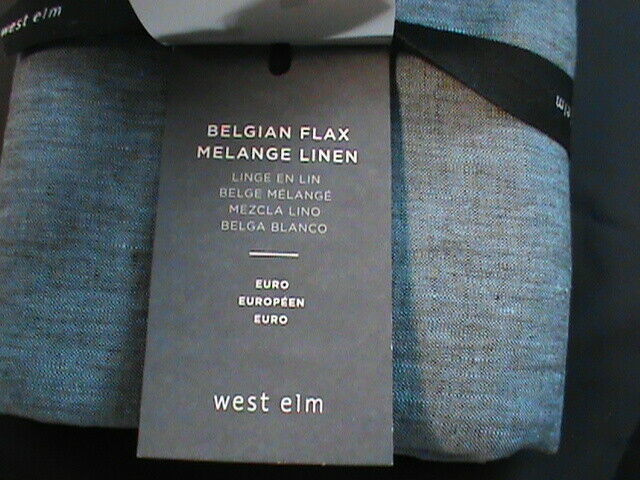 west elm
BELGIAN FLAX
MELANGE LINEN
LINGE EN LIN
BELGE MÉLANGÉ
MEZCLA LINO
BELGA BLANCO
EURO
EUROPÉEN
EURO
west elm